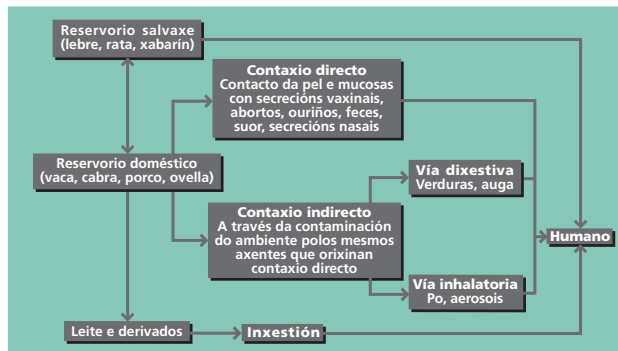 Reservorio salvaxe
(lebre, rata, xabarín)
Contaxio directo
Contacto da pel e mucosas
con secrecións vaxinais,
abortos, ouriños, feces,
suor, secrecións nasais
Reservorio doméstico
(vaca, cabra, porco, ovella)
Vía dixestiva
Verduras, auga
Contaxio indirecto
A través da contaminación
do ambiente polos mesmos
axentes que orixinan
contaxio directo
Humano
Vía inhalatoria
Po, aerosois
Leite e derivados
Inxestión